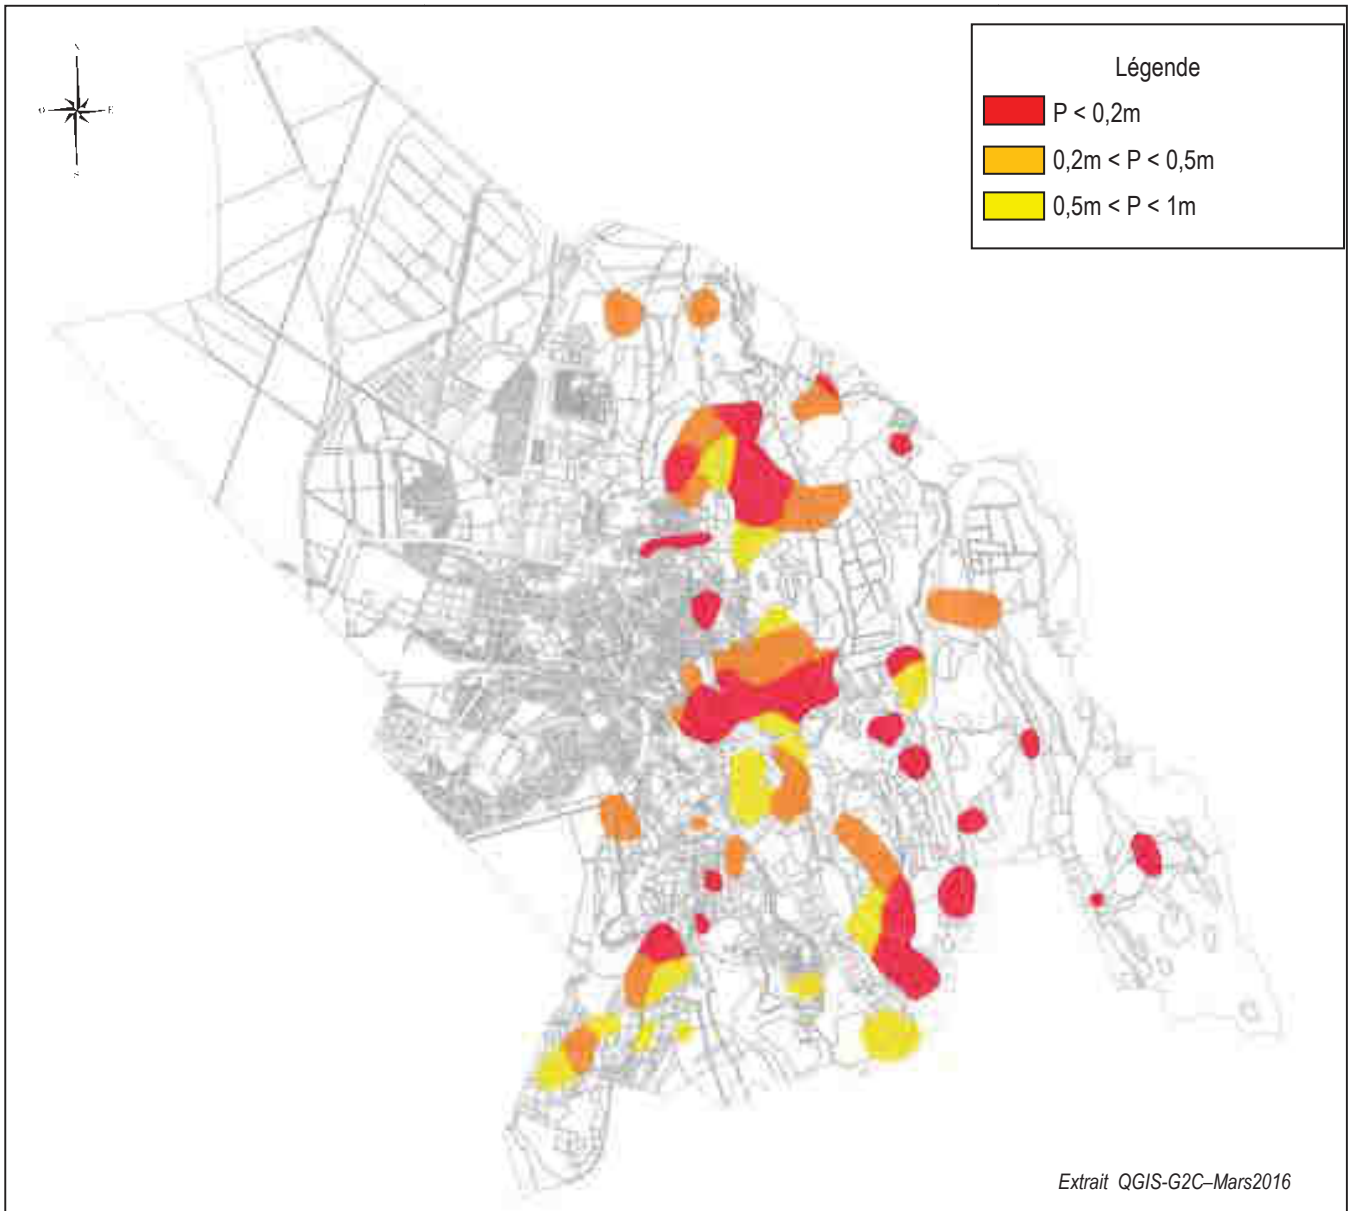 Légende
P < 0,2m
0,2m < P < 0,5m
0,5m < P < 1m
N
O
E
S
Extrait QGIS-G2C–Mars2016